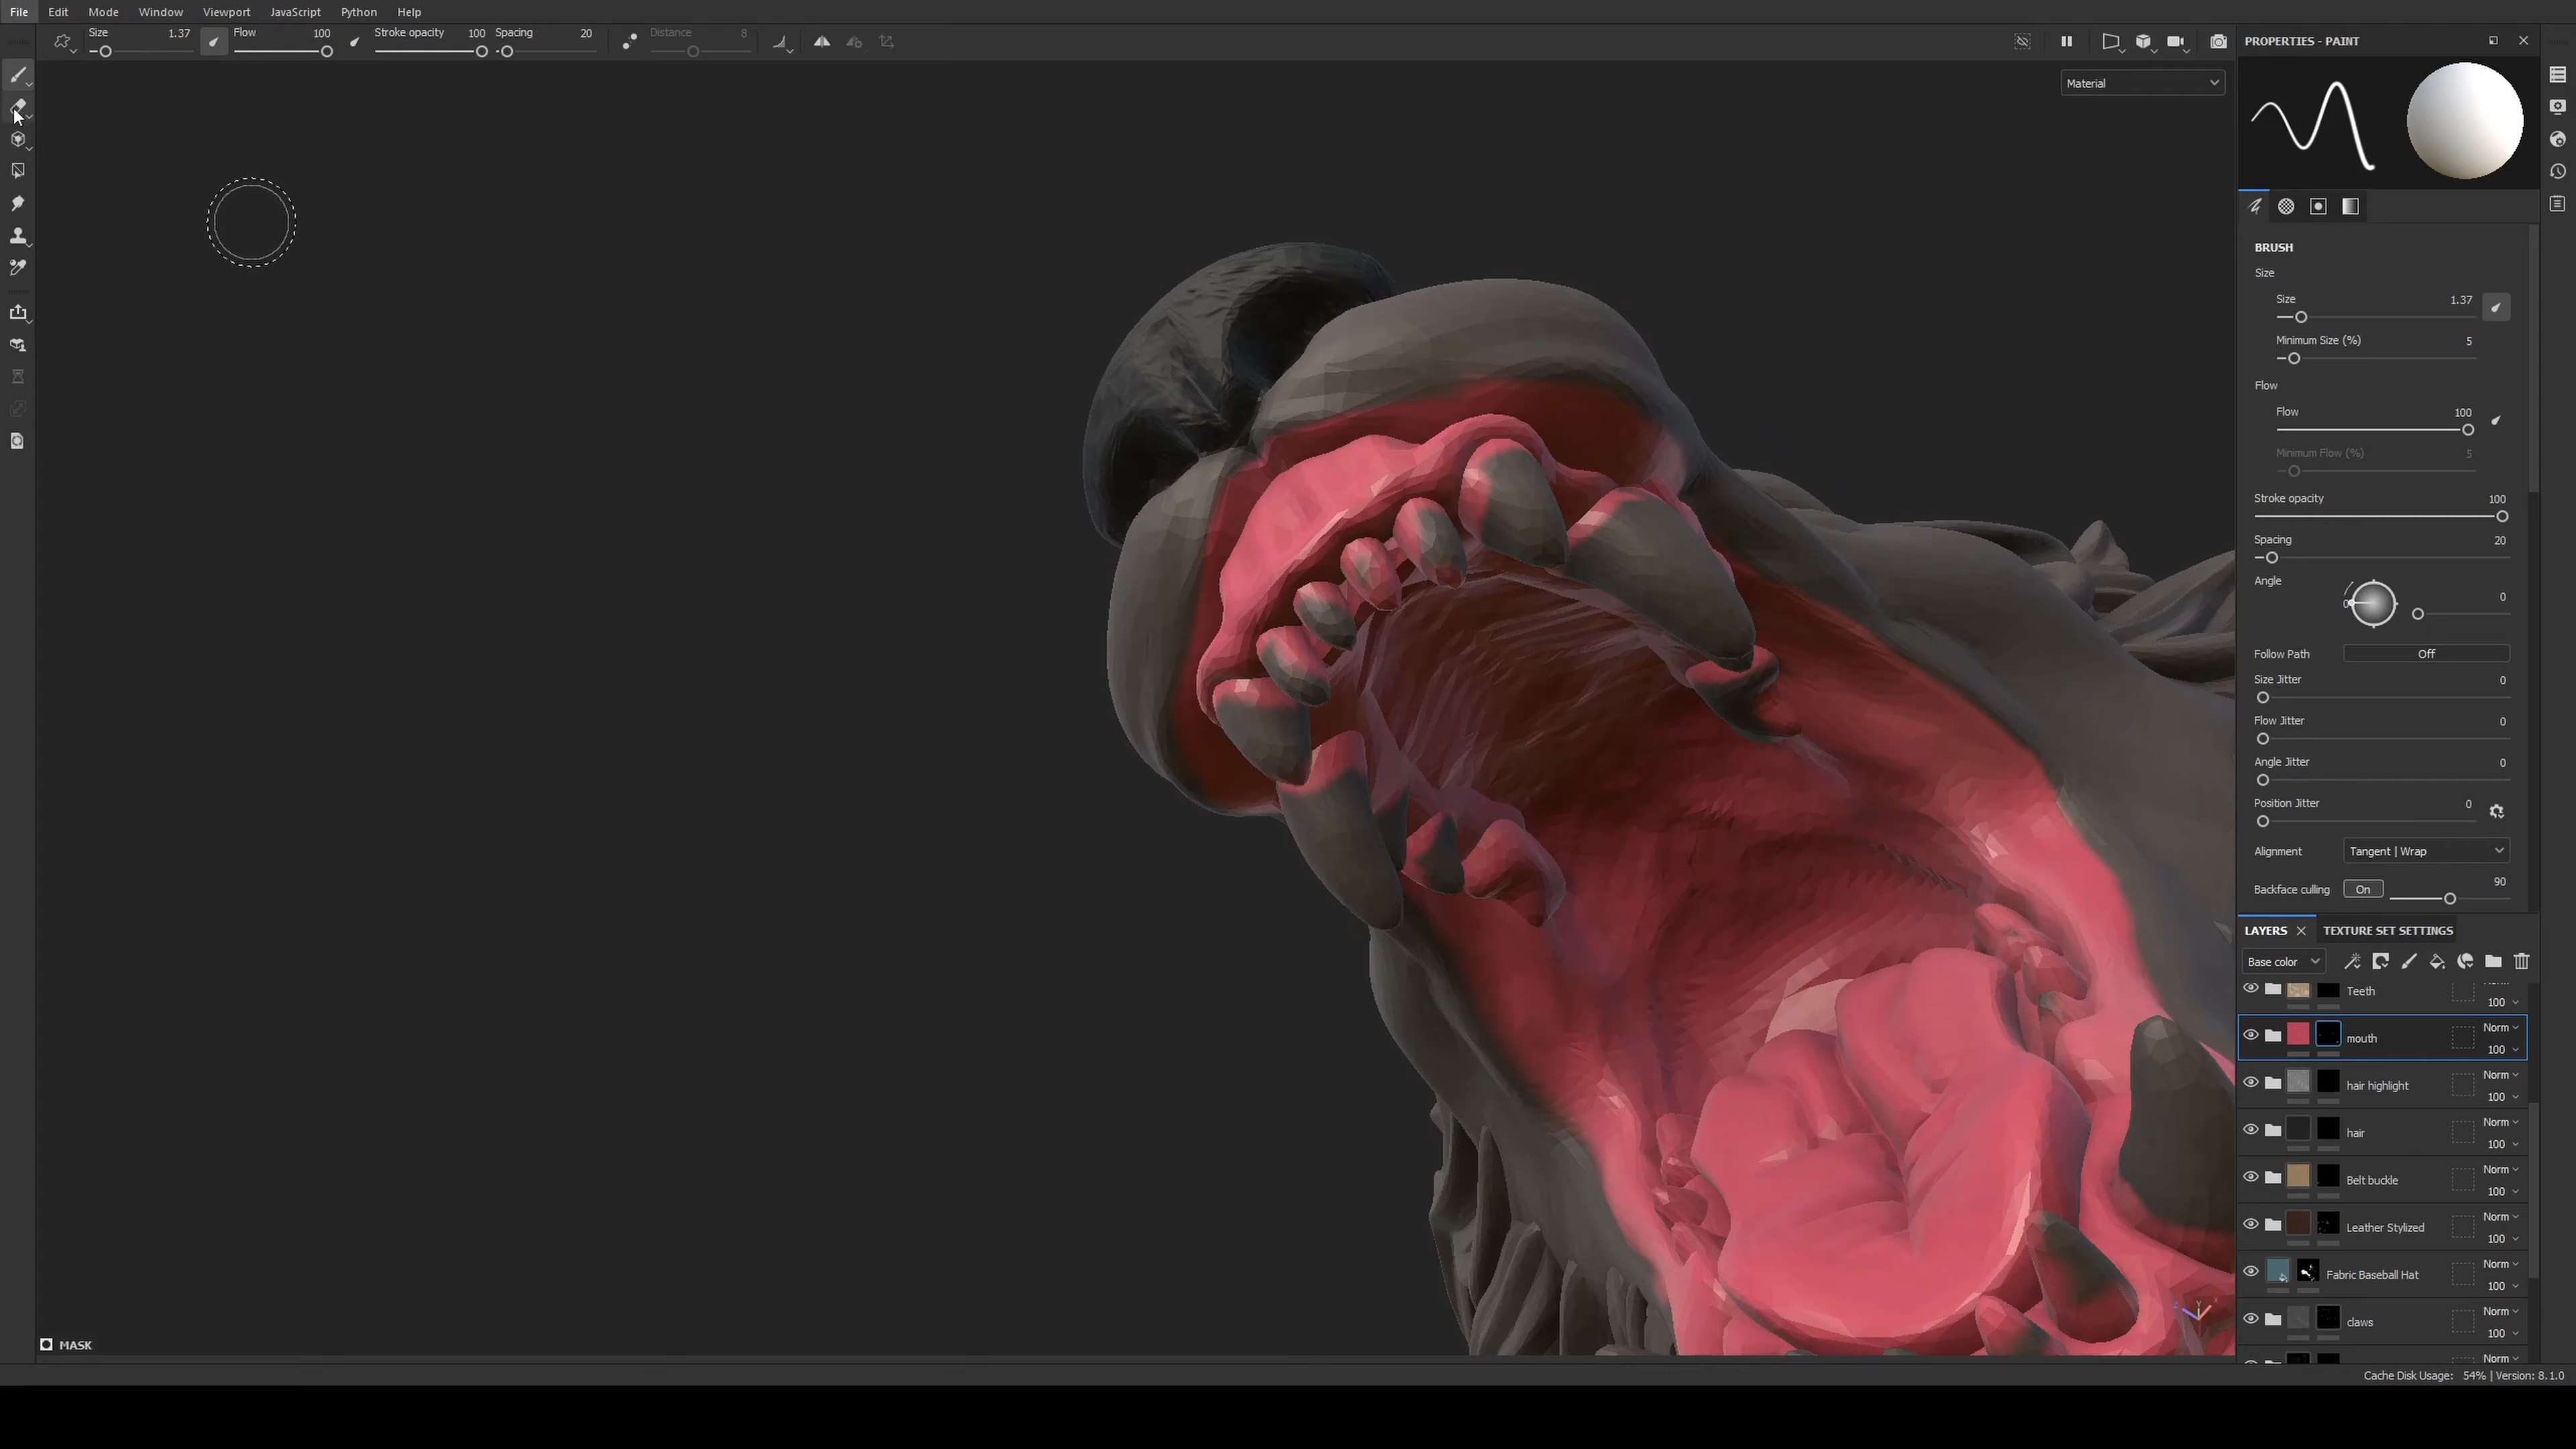 File Edit Mode Window Viewport JavaScript Python Help
Size 1.37 Flow 100 Stroke opacity 100 Spacing 20 Distance 8
Material
PROPERTIES - PAINT
BRUSH
Size
Size 1.37
Minimum Size (%) 5
Flow
Flow 100
Minimum Flow (%) 5
Stroke opacity 100
Spacing 20
Angle 0 0
Follow Path Off
Size Jitter 0
Flow Jitter 0
Angle Jitter 0
Position Jitter 0
Alignment Tangent | Wrap
Backface culling On 90
LAYERS TEXTURE SET SETTINGS
Base color
Teeth 100
mouth Norm 100
hair highlight Norm 100
hair Norm 100
Belt buckle Norm 100
Leather Stylized Norm 100
Fabric Baseball Hat Norm 100
claws Norm 100
Norm
MASK
Cache Disk Usage: 54% | Version: 8.1.0